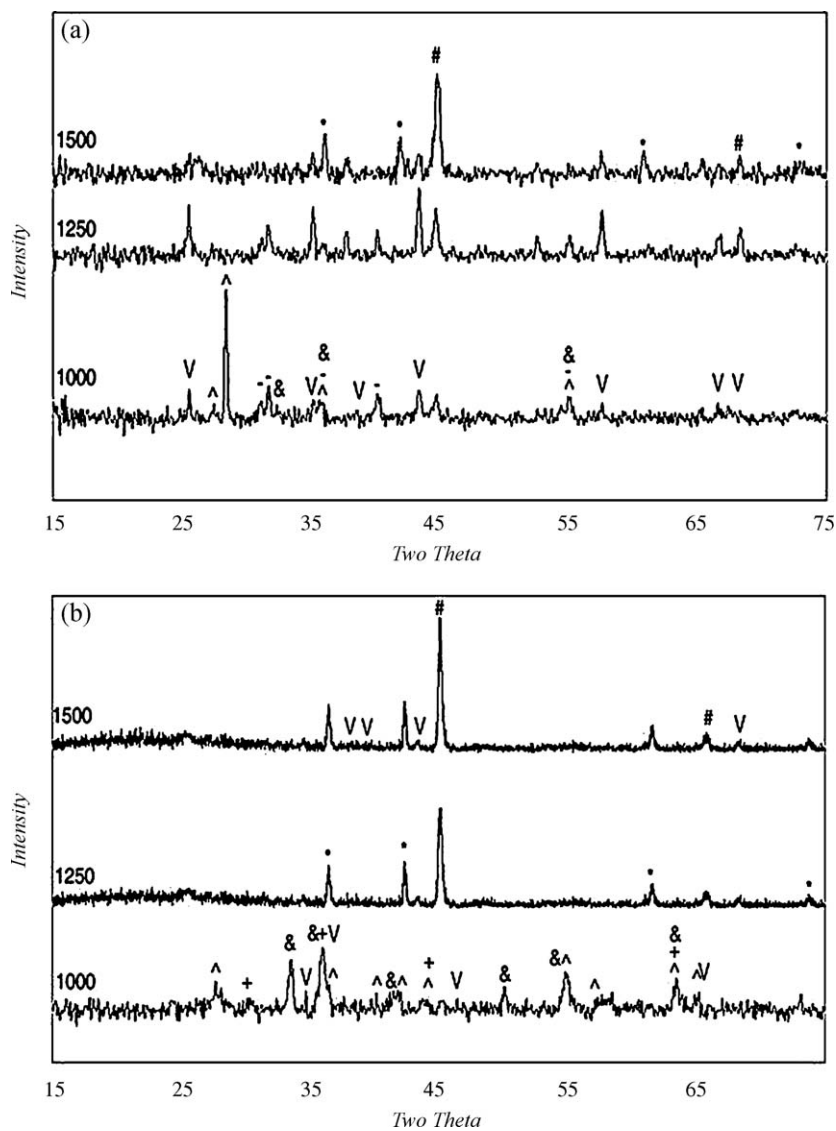 (a)
#
• • • # •
1500
1250
^
1000
V ^ - - & V & - ^ V - V & - ^ V V V
15 25 35 45 55 65 75
Two Theta
Intensity
(b)
#
1500
V V V # V
1250
• • • •
1000
^ + & V &+V ^ ^ &^ + ^ V & &^ ^ & + ^ ^V
15 25 35 45 55 65
Two Theta
Intensity